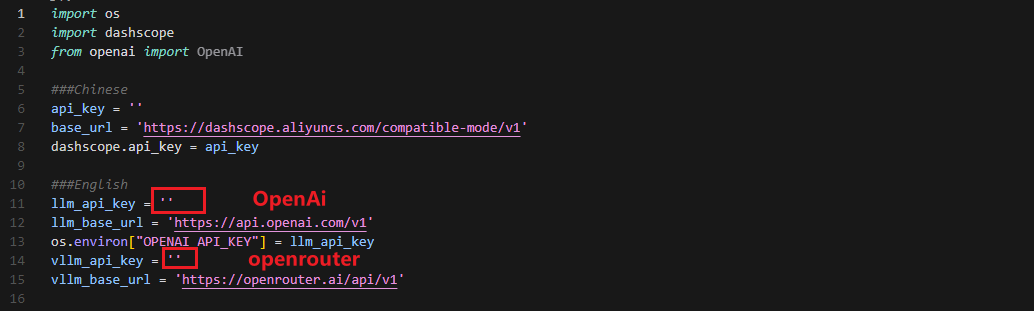 1 import os
2 import dashscope
3 from openai import OpenAI
4
5 ###Chinese
6 api_key = ''
7 base_url = 'https://dashscope.aliyuncs.com/compatible-mode/v1'
8 dashscope.api_key = api_key
9
10 ###English
11 llm_api_key = '' OpenAi
12 llm_base_url = 'https://api.openai.com/v1'
13 os.environ["OPENAI_API_KEY"] = llm_api_key
14 vllm_api_key = '' openrouter
15 vllm_base_url = 'https://openrouter.ai/api/v1'
16